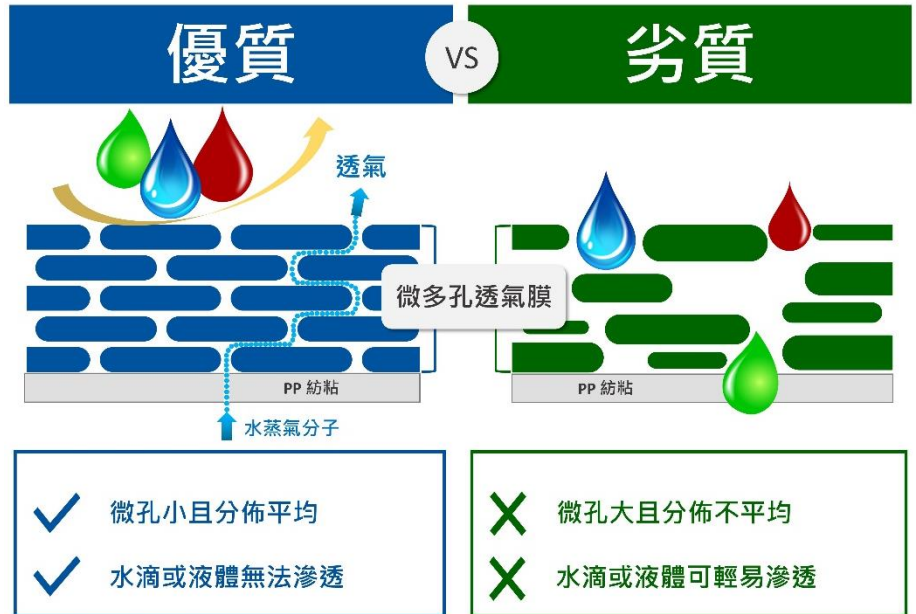 優質
VS
劣質
透氣
微多孔透氣膜
PP 紡粘
PP 紡粘
水蒸氣分子
微孔小且分佈平均
水滴或液體無法滲透
微孔大且分佈不平均
水滴或液體可輕易滲透